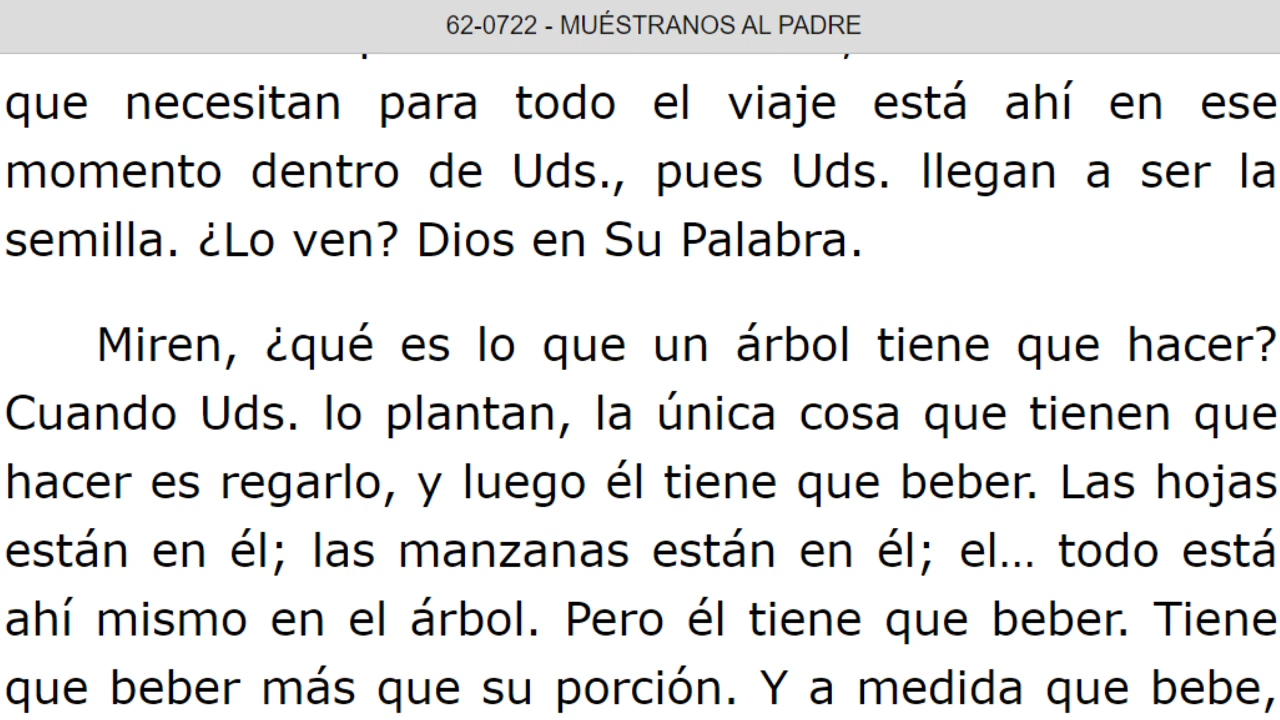 62-0722 - MUÉSTRANOS AL PADRE
que necesitan para todo el viaje está ahí en ese
momento dentro de Uds., pues Uds. llegan a ser la
semilla. ¿Lo ven? Dios en Su Palabra.
Miren, ¿qué es lo que un árbol tiene que hacer?
Cuando Uds. lo plantan, la única cosa que tienen que
hacer es regarlo, y luego él tiene que beber. Las hojas
están en él; las manzanas están en él; el... todo está
ahí mismo en el árbol. Pero él tiene que beber. Tiene
que beber más que su porción. Y a medida que bebe,